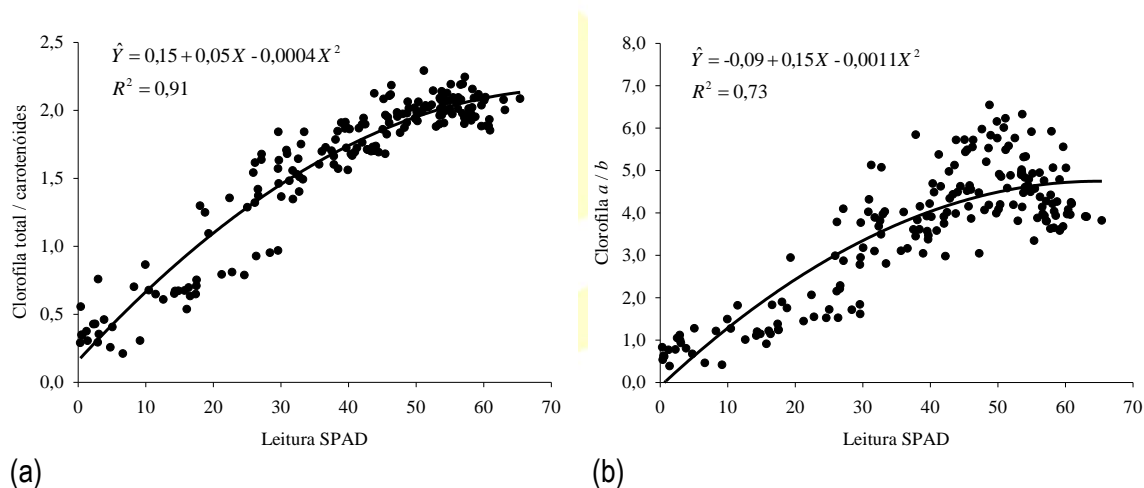 Ŷ = 0,15 + 0,05X - 0,0004X²
R² = 0,91
2,5
2,0
1,5
1,0
0,5
0,0
Clorofila total / carotenóides
0 10 20 30 40 50 60 70
Leitura SPAD
(a)
Ŷ = -0,09 + 0,15X - 0,0011X²
R² = 0,73
8,0
7,0
6,0
5,0
4,0
3,0
2,0
1,0
0,0
Clorofila a / b
0 10 20 30 40 50 60 70
Leitura SPAD
(b)